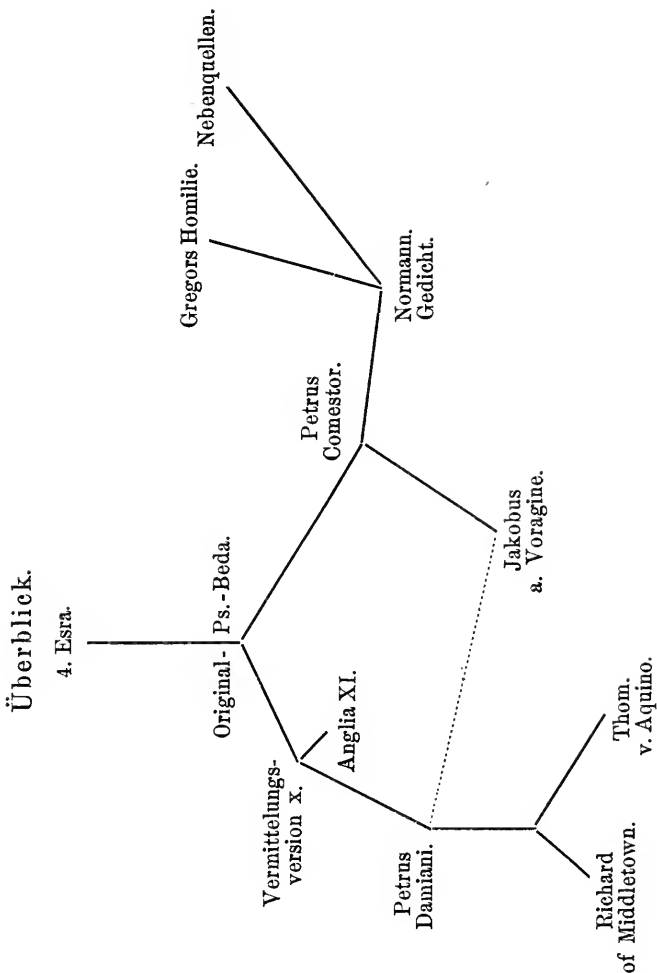 Überblick.
4. Esra.
Original- Ps.-Beda.
Gregors Homilie.
Nebenquellen.
Vermittelungs-
version x.
Anglia XI.
Petrus
Comestor.
Normann.
Gedicht.
Petrus
Damiani.
Jakobus
a. Voragine.
Richard
of Middletown.
Thom.
v. Aquino.